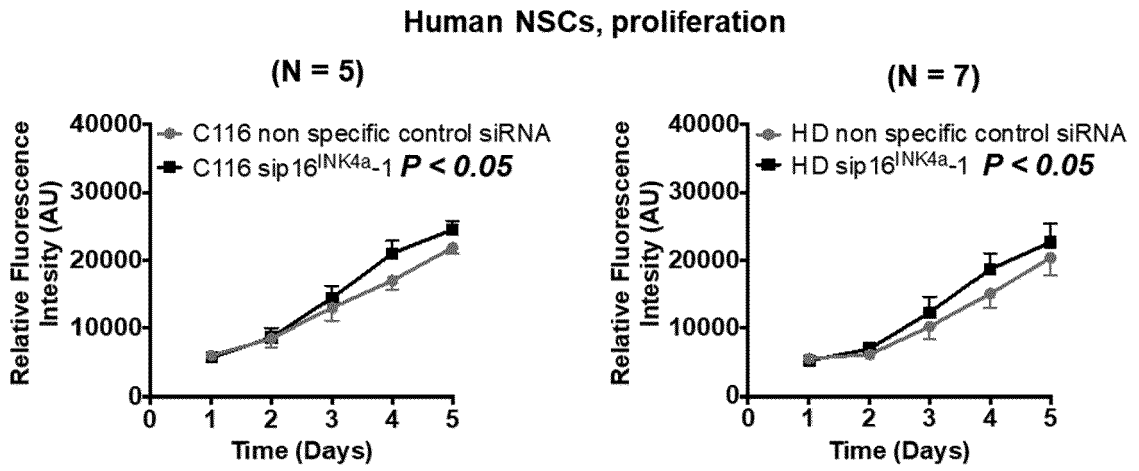 Human NSCs, proliferation
(N = 5)
Relative Fluorescence
Intesity (AU)
40000
30000
20000
10000
0
C116 non specific control siRNA
C116 sip16INK4a-1 P < 0.05
0 1 2 3 4 5
Time (Days)
(N = 7)
Relative Fluorescence
Intesity (AU)
40000
30000
20000
10000
0
HD non specific control siRNA
HD sip16INK4a-1 P < 0.05
0 1 2 3 4 5
Time (Days)